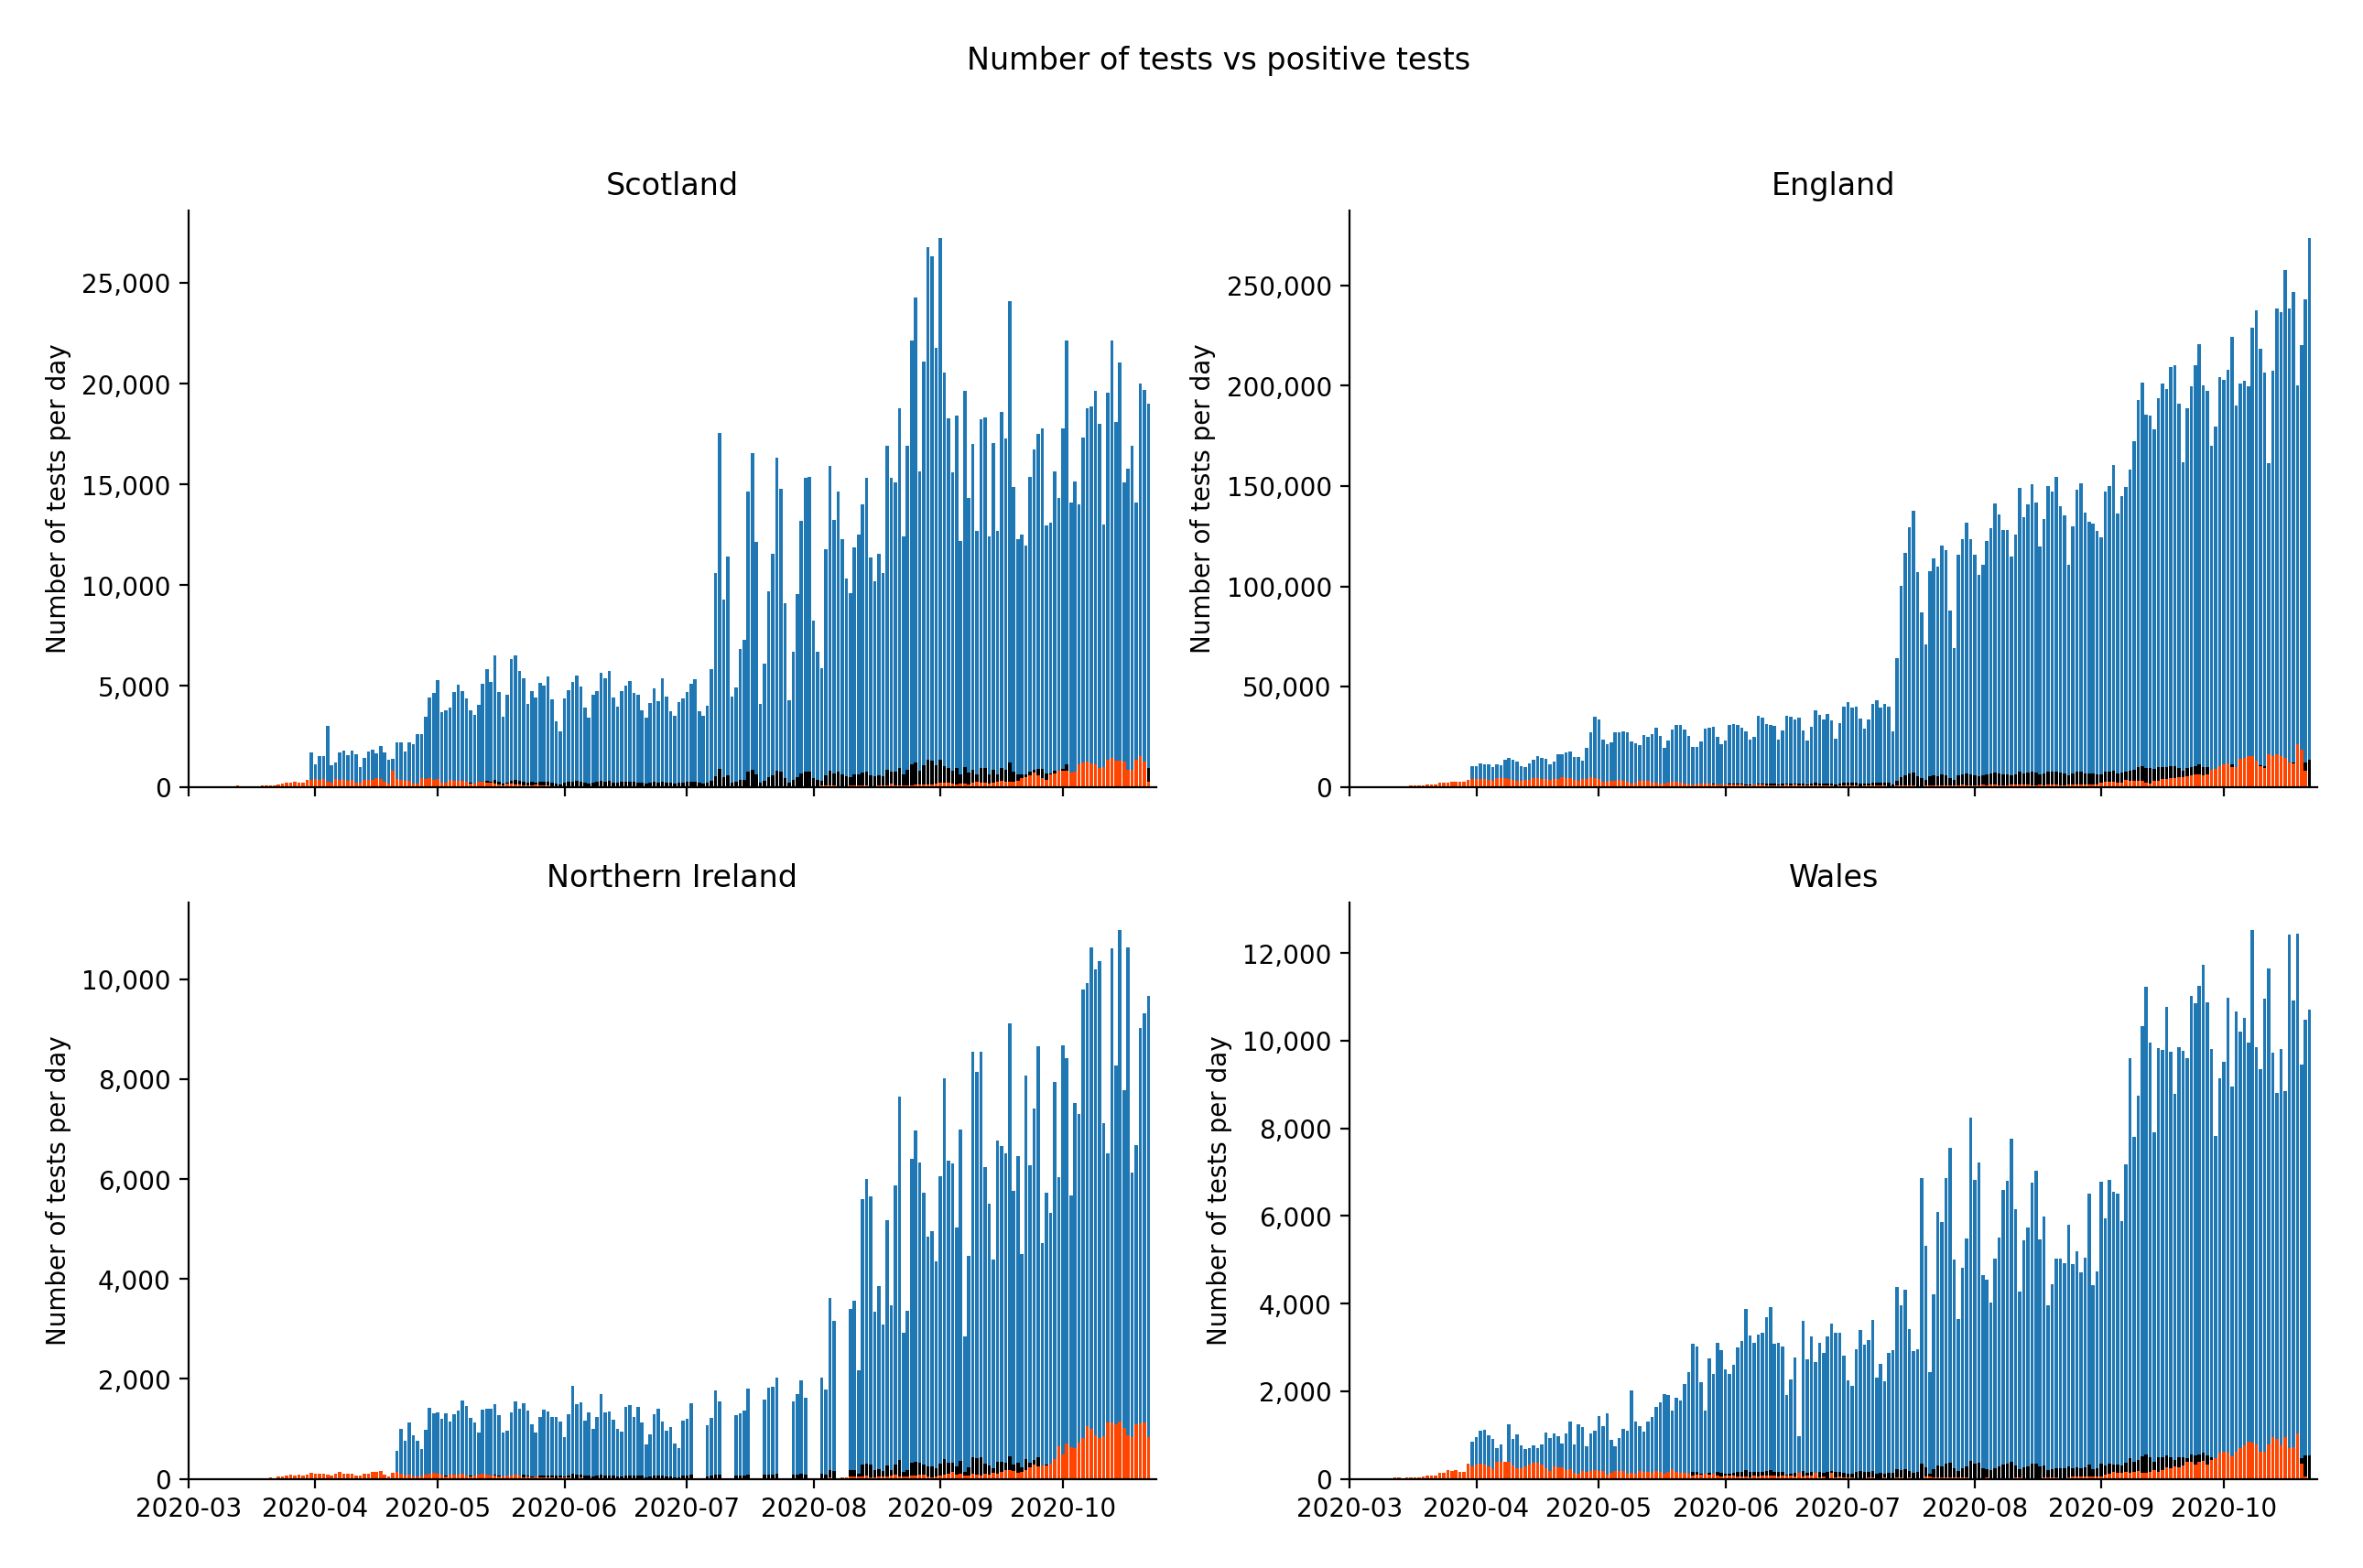 Number of tests vs positive tests
Scotland
Number of tests per day
25,000
20,000
15,000
10,000
5,000
0
England
Number of tests per day
250,000
200,000
150,000
100,000
50,000
0
Northern Ireland
Number of tests per day
10,000
8,000
6,000
4,000
2,000
0
2020-03 2020-04 2020-05 2020-06 2020-07 2020-08 2020-09 2020-10
Wales
Number of tests per day
12,000
10,000
8,000
6,000
4,000
2,000
0
2020-03 2020-04 2020-05 2020-06 2020-07 2020-08 2020-09 2020-10